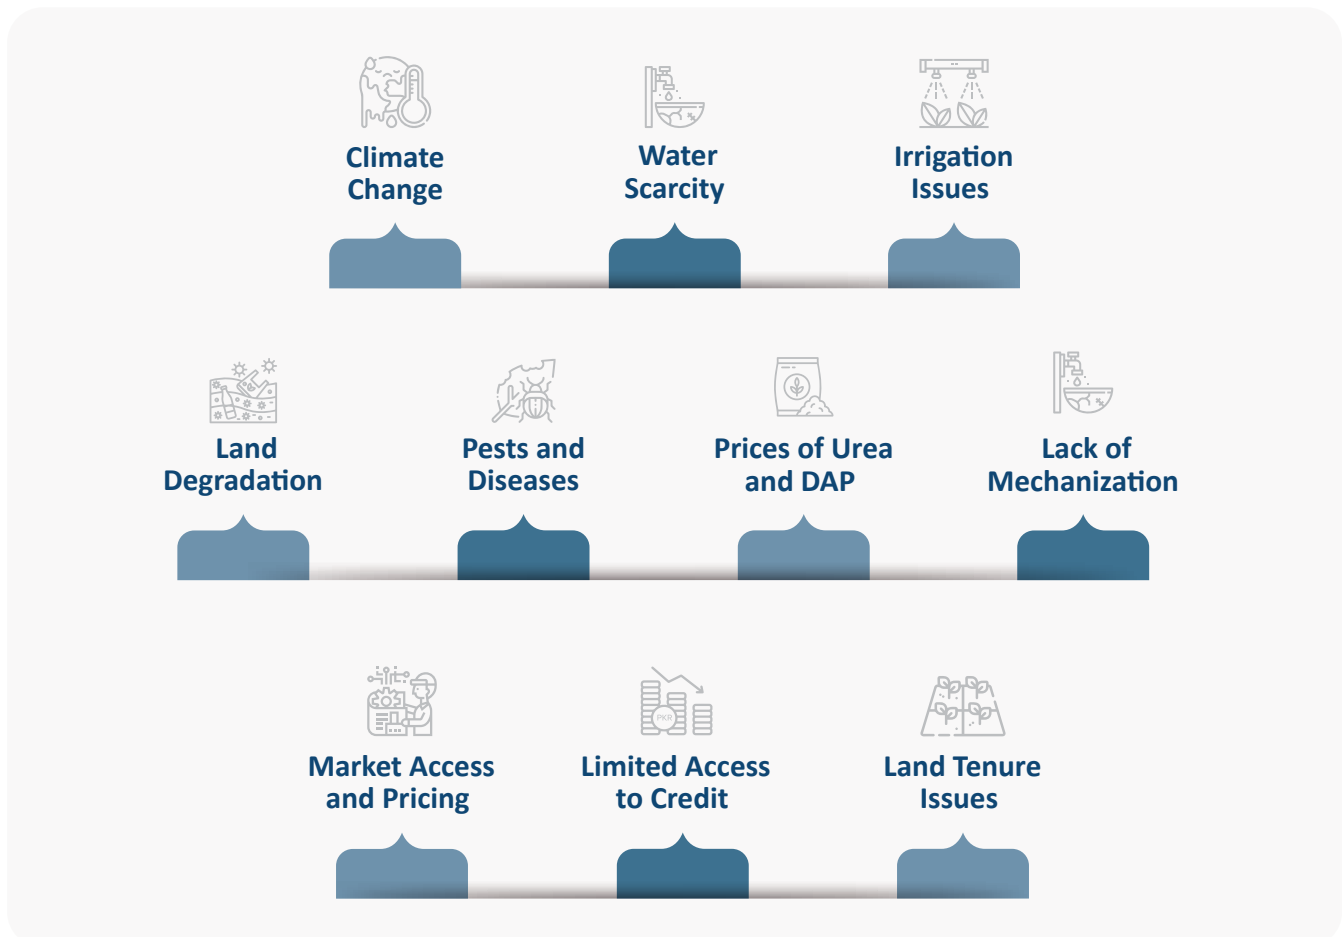 Climate
Change
Water
Scarcity
Irrigation
Issues
Land
Degradation
Pests and
Diseases
Prices of Urea
and DAP
Lack of
Mechanization
Market Access
and Pricing
PKR
Limited Access
to Credit
Land Tenure
Issues